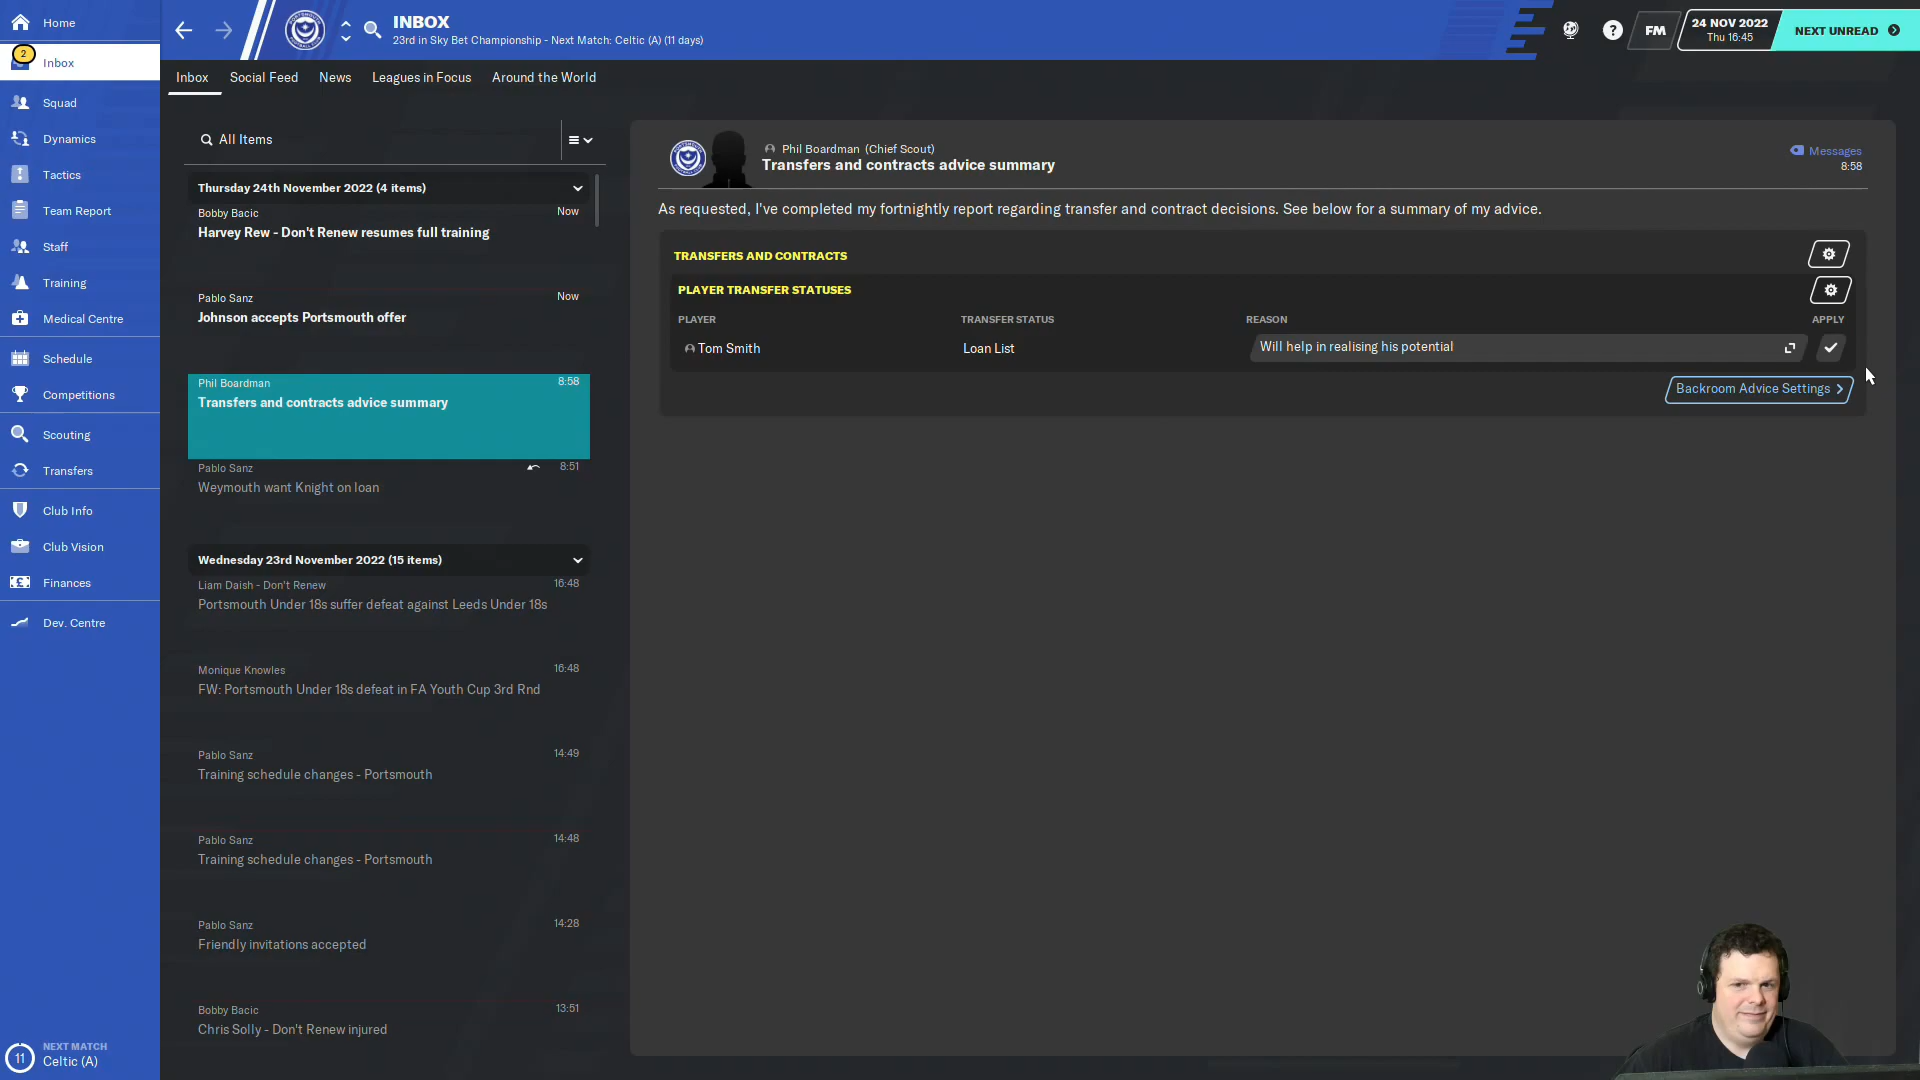 Home
2
Inbox
Squad
Dynamics
Tactics
Team Report
Staff
Training
Medical Centre
Schedule
Competitions
Scouting
Transfers
Club Info
Club Vision
Finances
Dev. Centre
11
NEXT MATCH
Celtic (A)
INBOX
23rd in Sky Bet Championship - Next Match: Celtic (A) (11 days)
FM
24 NOV 2022
Thu 16:45
NEXT UNREAD
Inbox
Social Feed
News
Leagues in Focus
Around the World
All Items
Thursday 24th November 2022 (4 items)
Bobby Bacic
Now
Harvey Rew - Don't Renew resumes full training
Pablo Sanz
Now
Johnson accepts Portsmouth offer
Phil Boardman
8:58
Transfers and contracts advice summary
Pablo Sanz
8:51
Weymouth want Knight on loan
Wednesday 23rd November 2022 (15 items)
Liam Daish - Don't Renew
16:48
Portsmouth Under 18s suffer defeat against Leeds Under 18s
Monique Knowles
16:48
FW: Portsmouth Under 18s defeat in FA Youth Cup 3rd Rnd
Pablo Sanz
14:49
Training schedule changes - Portsmouth
Pablo Sanz
14:48
Training schedule changes - Portsmouth
Pablo Sanz
14:28
Friendly invitations accepted
Bobby Bacic
13:51
Chris Solly - Don't Renew injured
Phil Boardman (Chief Scout)
Transfers and contracts advice summary
Messages
8:58
As requested, I've completed my fortnightly report regarding transfer and contract decisions. See below for a summary of my advice.
TRANSFERS AND CONTRACTS
PLAYER TRANSFER STATUSES
PLAYER
TRANSFER STATUS
REASON
APPLY
Tom Smith
Loan List
Will help in realising his potential
Backroom Advice Settings